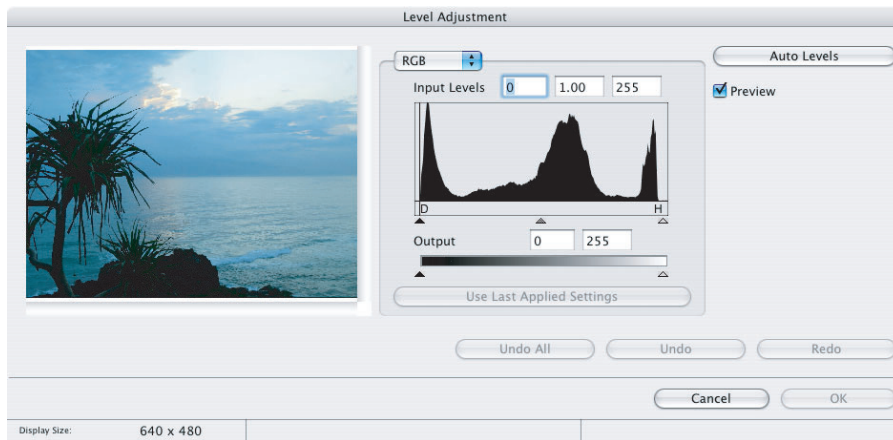 Level Adjustment
RGB
Auto Levels
Input Levels 0 1.00 255
Preview
D H
Output 0 255
Use Last Applied Settings
Undo All Undo Redo
Cancel OK
Display Size: 640 x 480